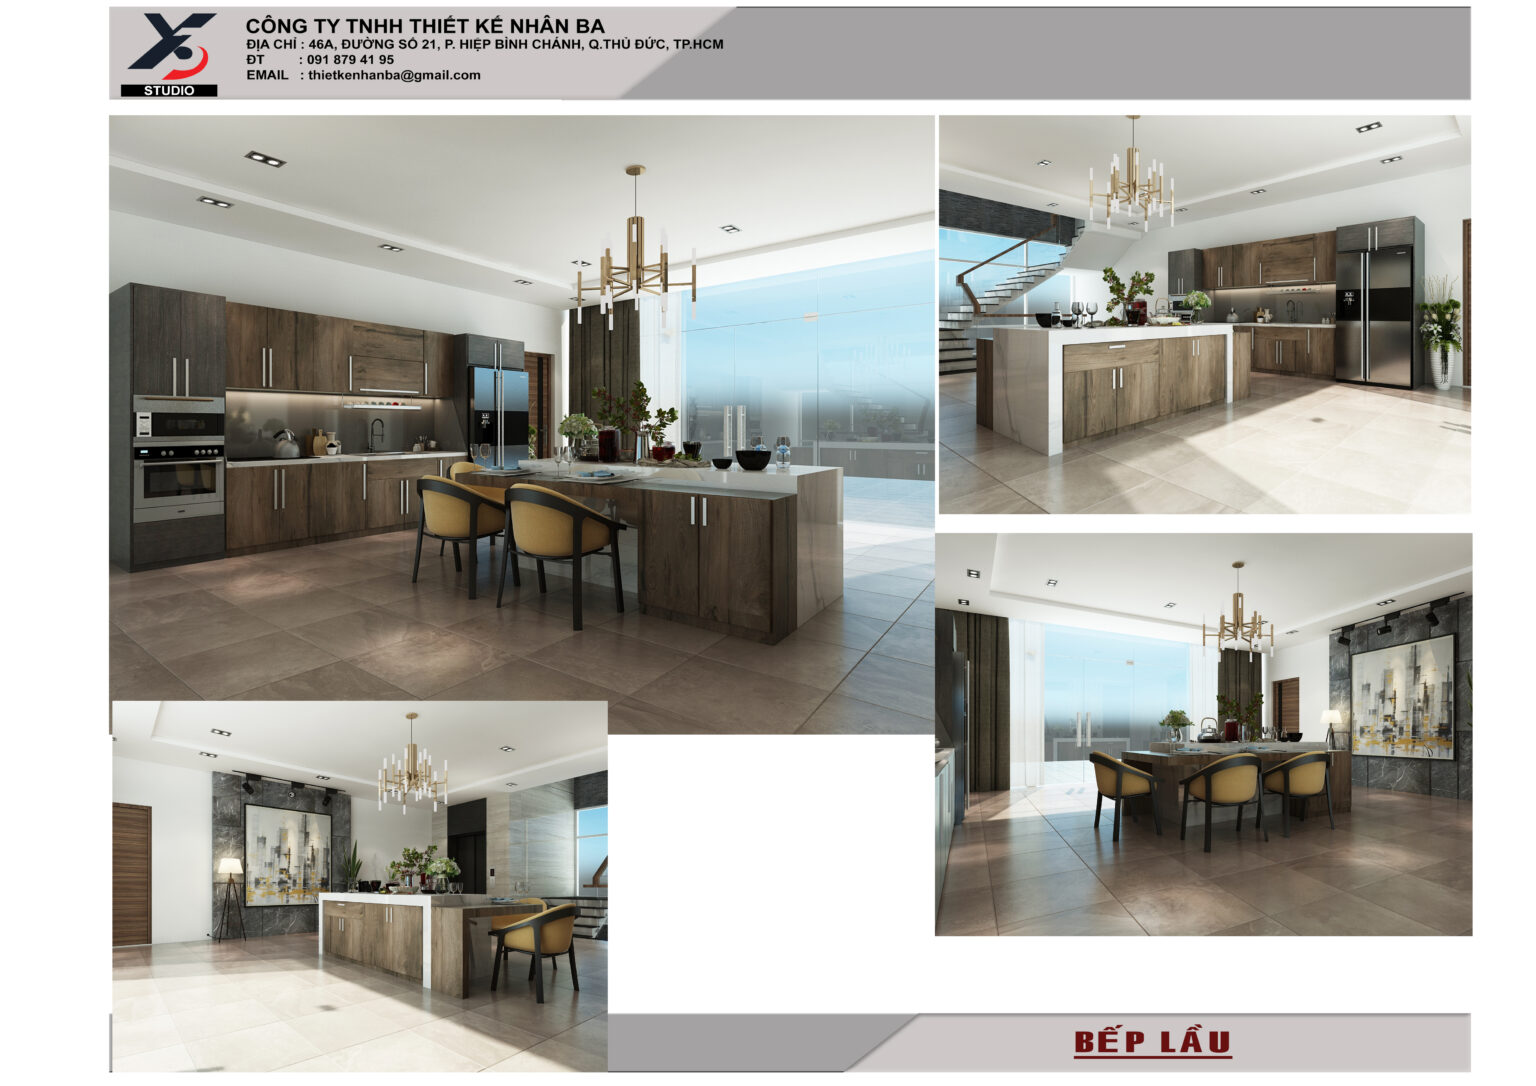 CÔNG TY TNHH THIẾT KẾ NHÂN BA
ĐỊA CHỈ : 46A, ĐƯỜNG SỐ 21, P. HIỆP BÌNH CHÁNH, Q.THỦ ĐỨC, TP.HCM
ĐT : 091 879 41 95
EMAIL : thietkenhanba@gmail.com
STUDIO
BẾP LẦU